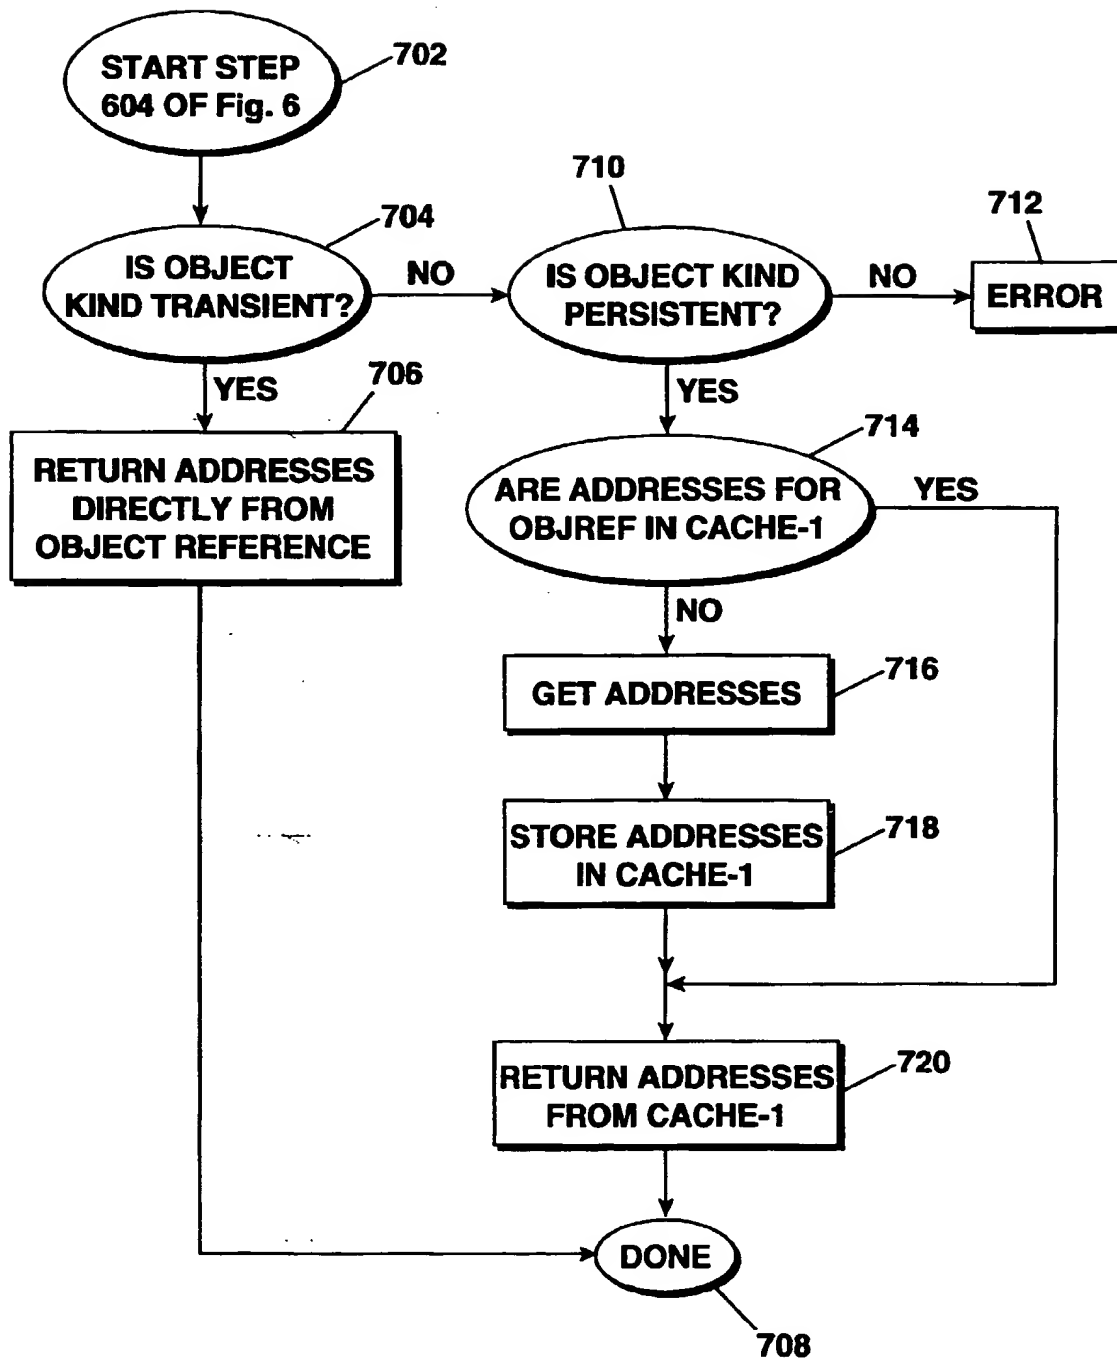 START STEP
604 OF Fig. 6
702
710
704
712
IS OBJECT
KIND TRANSIENT?
NO
IS OBJECT KIND
PERSISTENT?
NO
ERROR
YES
706
YES
714
RETURN ADDRESSES
DIRECTLY FROM
OBJECT REFERENCE
ARE ADDRESSES FOR
OBJREF IN CACHE-1
YES
NO
GET ADDRESSES
716
STORE ADDRESSES
IN CACHE-1
718
RETURN ADDRESSES
FROM CACHE-1
720
DONE
708